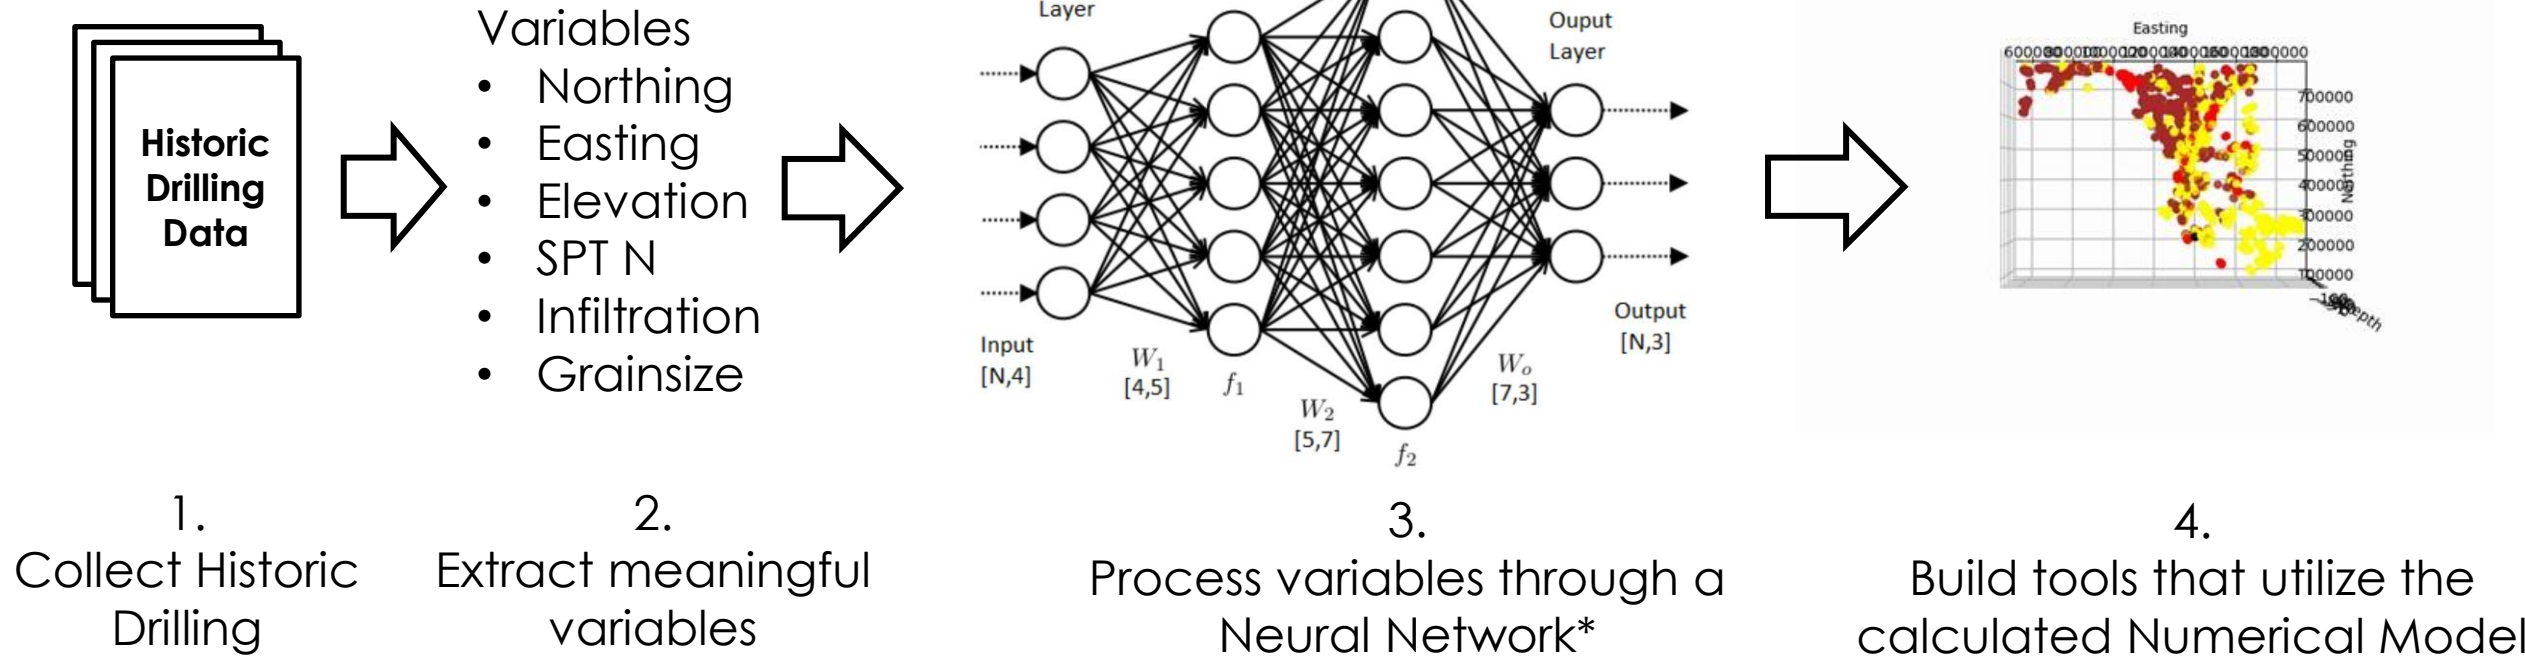 Historic
Drilling
Data
Variables
• Northing
• Easting
• Elevation
• SPT N
• Infiltration
• Grainsize
Layer
Input
[N,4]
W1
[4,5]
f1
W2
[5,7]
f2
Wo
[7,3]
Ouput
Layer
Output
[N,3]
Easting
Northing
700000
600000
500000
400000
300000
200000
100000
1.
Collect Historic
Drilling
2.
Extract meaningful
variables
3.
Process variables through a
Neural Network*
4.
Build tools that utilize the
calculated Numerical Model